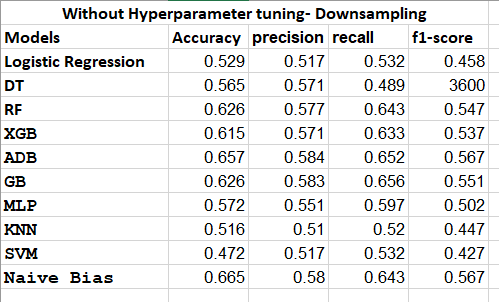 Without Hyperparameter tuning- Downsampling
Models Accuracy precision recall f1-score
Logistic Regression 0.529 0.517 0.532 0.458
DT 0.565 0.571 0.489 3600
RF 0.626 0.577 0.643 0.547
XGB 0.615 0.571 0.633 0.537
ADB 0.657 0.584 0.652 0.567
GB 0.626 0.583 0.656 0.551
MLP 0.572 0.551 0.597 0.502
KNN 0.516 0.51 0.52 0.447
SVM 0.472 0.517 0.532 0.427
Naive Bias 0.665 0.58 0.643 0.567